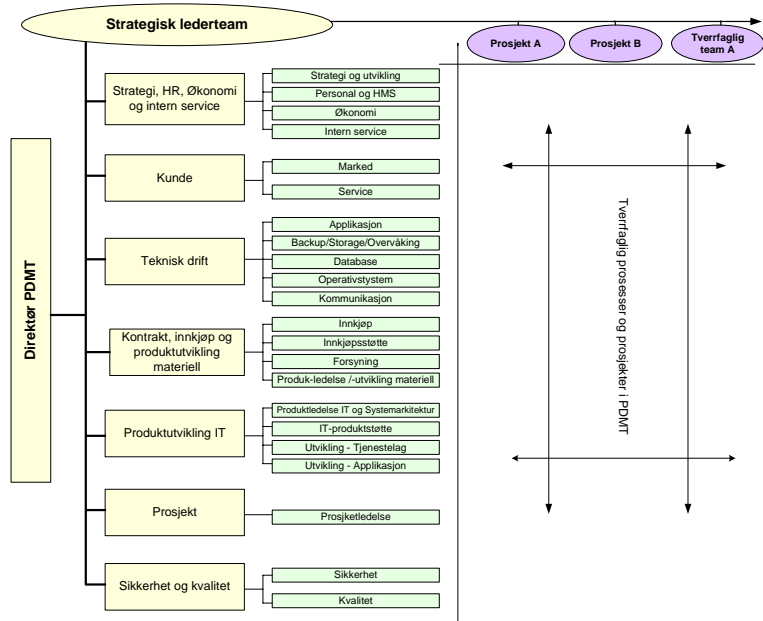 Strategisk lederteam
Prosjekt A
Prosjekt B
Tverrfaglig
team A
Direktør PDMT
Strategi, HR, Økonomi
og intern service
Strategi og utvikling
Personal og HMS
Økonomi
Intern service
Kunde
Marked
Service
Teknisk drift
Applikasjon
Backup/Storage/Overvåking
Database
Operativstystem
Kommunikasjon
Kontrakt, innkjøp og
produktutvikling
materiell
Innkjøp
Innkjøpsstøtte
Forsyning
Produk-ledelse /-utvikling materiell
Produktutvikling IT
Produktledelse IT og Systemarkitektur
IT-produktstøtte
Utvikling - Tjenestelag
Utvikling - Applikasjon
Prosjekt
Prosjketledelse
Sikkerhet og kvalitet
Sikkerhet
Kvalitet
Tverrfaglig prosesser og prosjekter i PDMT